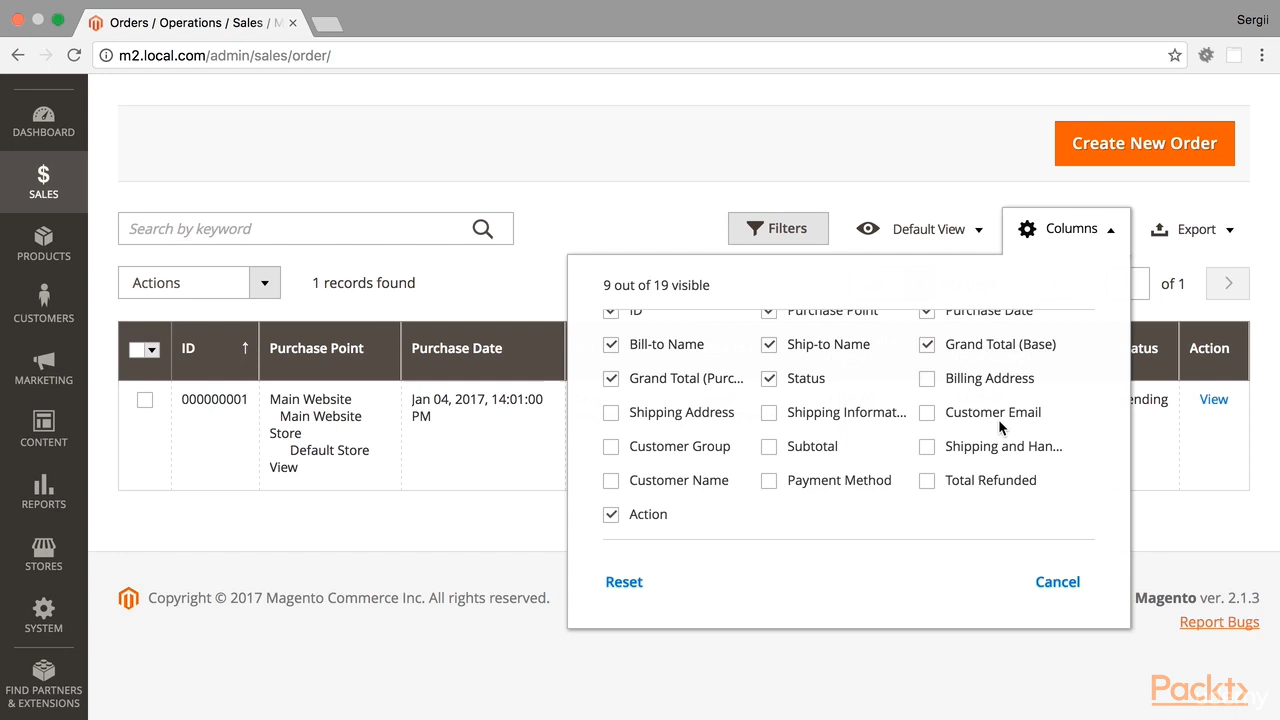 Orders / Operations / Sales / M
Sergii
m2.local.com/admin/sales/order/
DASHBOARD
SALES
PRODUCTS
CUSTOMERS
MARKETING
CONTENT
REPORTS
STORES
SYSTEM
FIND PARTNERS
& EXTENSIONS
Create New Order
Search by keyword
Filters
Default View
Columns
Export
Actions
1 records found
of 1
9 out of 19 visible
ID Purchase Point Purchase Date
Bill-to Name Ship-to Name Grand Total (Base)
Grand Total (Purc... Status Billing Address
Shipping Address Shipping Informat... Customer Email
Customer Group Subtotal Shipping and Han...
Customer Name Payment Method Total Refunded
Action
Reset Cancel
ID ↑ Purchase Point Purchase Date atus Action
000000001 Main Website Jan 04, 2017, 14:01:00 ending View
Main Website PM
Store
Default Store
View
Copyright © 2017 Magento Commerce Inc. All rights reserved.
Magento ver. 2.1.3
Report Bugs
Packt>